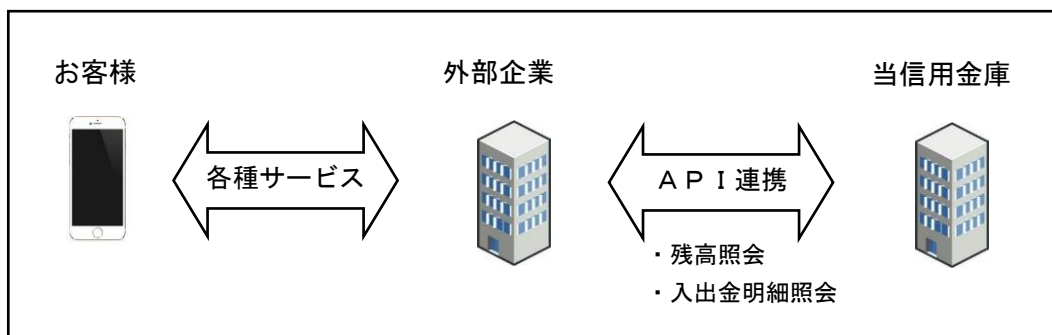 お客様
外部企業
当信用金庫
各種サービス
ＡＰＩ連携
・残高照会
・入出金明細照会